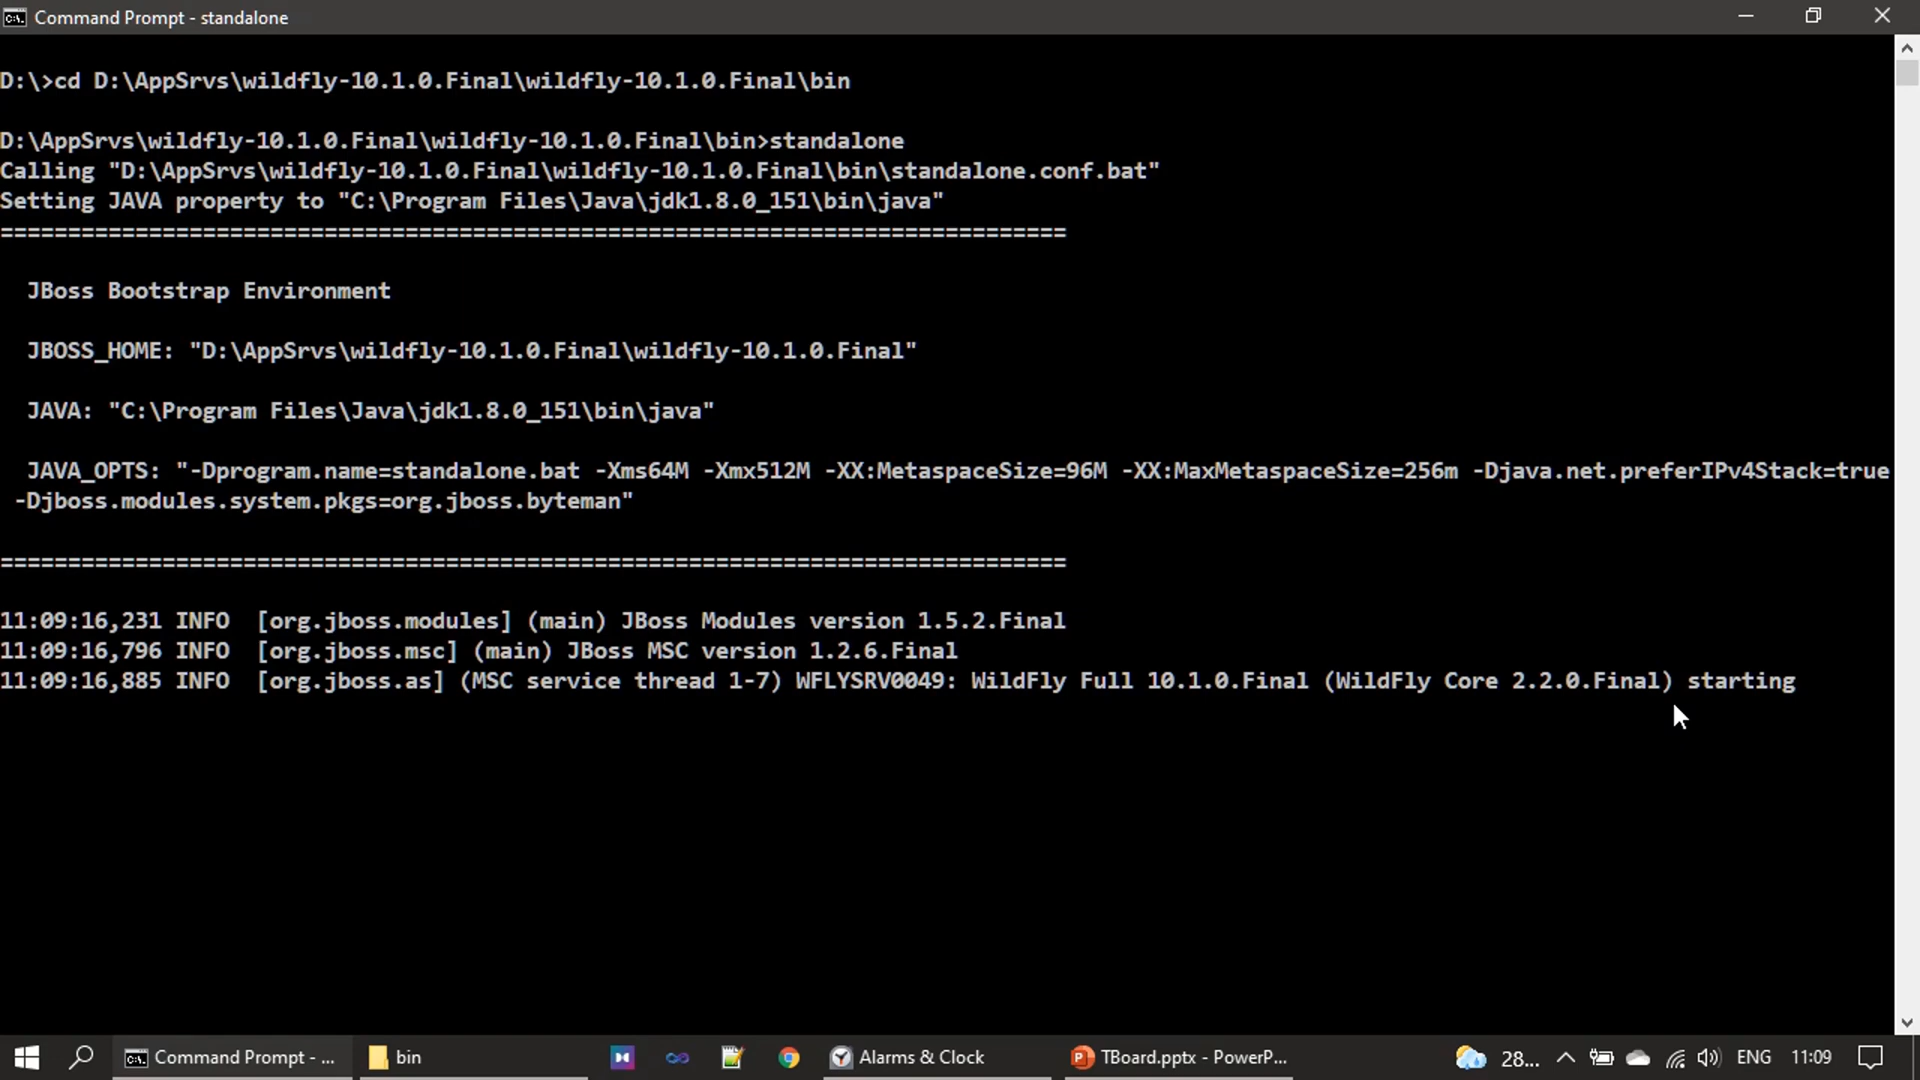 Command Prompt - standalone
D:\>cd D:\AppSrvs\wildfly-10.1.0.Final\wildfly-10.1.0.Final\bin
D:\AppSrvs\wildfly-10.1.0.Final\wildfly-10.1.0.Final\bin>standalone
Calling "D:\AppSrvs\wildfly-10.1.0.Final\wildfly-10.1.0.Final\bin\standalone.conf.bat"
Setting JAVA property to "C:\Program Files\Java\jdk1.8.0_151\bin\java"
===============================================================================
JBoss Bootstrap Environment
JBOSS_HOME: "D:\AppSrvs\wildfly-10.1.0.Final\wildfly-10.1.0.Final"
JAVA: "C:\Program Files\Java\jdk1.8.0_151\bin\java"
JAVA_OPTS: "-Dprogram.name=standalone.bat -Xms64M -Xmx512M -XX:MetaspaceSize=96M -XX:MaxMetaspaceSize=256m -Djava.net.preferIPv4Stack=true
-Djboss.modules.system.pkgs=org.jboss.byteman"
===============================================================================
11:09:16,231 INFO  [org.jboss.modules] (main) JBoss Modules version 1.5.2.Final
11:09:16,796 INFO  [org.jboss.msc] (main) JBoss MSC version 1.2.6.Final
11:09:16,885 INFO  [org.jboss.as] (MSC service thread 1-7) WFLYSRV0049: WildFly Full 10.1.0.Final (WildFly Core 2.2.0.Final) starting
Command Prompt - ... bin Alarms & Clock TBoard.pptx - PowerP... 28... ENG 11:09